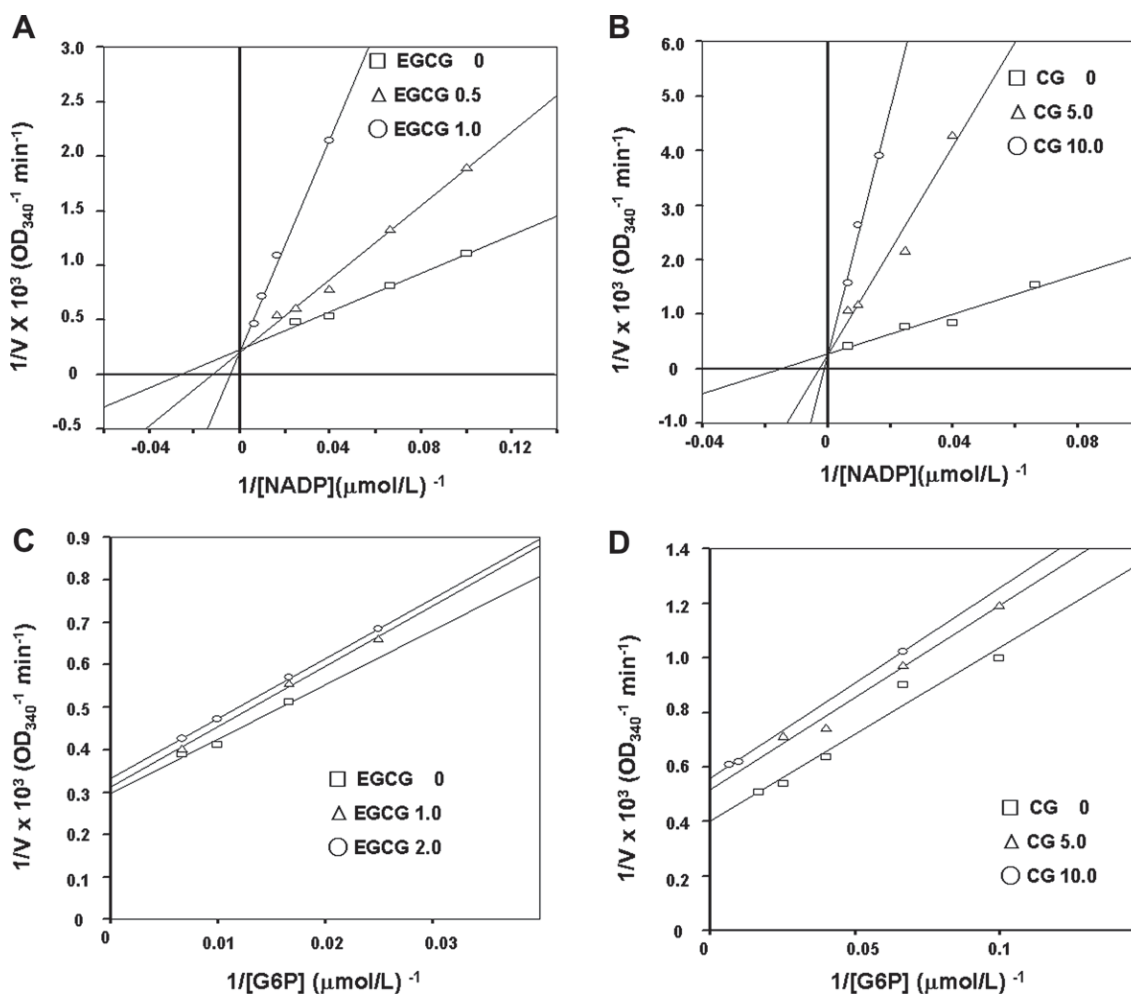 A
3.0
2.5
2.0
1.5
1.0
0.5
0
-0.5
1/V X 10³ (OD₃₄₀⁻¹ min⁻¹)
EGCG 0
EGCG 0.5
EGCG 1.0
-0.04 0 0.04 0.08 0.12
1/[NADP](μmol/L) ⁻¹
B
6.0
5.0
4.0
3.0
2.0
1.0
0
-1.0
1/V x 10³ (OD₃₄₀⁻¹ min⁻¹)
CG 0
CG 5.0
CG 10.0
-0.04 0 0.04 0.08
1/[NADP](μmol/L) ⁻¹
C
0.9
0.8
0.7
0.6
0.5
0.4
0.3
0.2
0.1
0
1/V x 10³ (OD₃₄₀⁻¹ min⁻¹)
EGCG 0
EGCG 1.0
EGCG 2.0
0 0.01 0.02 0.03
1/[G6P] (μmol/L) ⁻¹
D
1.4
1.2
1.0
0.8
0.6
0.4
0.2
0
1/V x 10³ (OD₃₄₀⁻¹ min⁻¹)
CG 0
CG 5.0
CG 10.0
0 0.05 0.1
1/[G6P] (μmol/L) ⁻¹